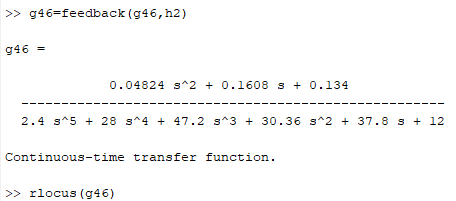 >> g46=feedback(g46,h2)
g46 =
0.04824 s^2 + 0.1608 s + 0.134
------------------------------------------------------
2.4 s^5 + 28 s^4 + 47.2 s^3 + 30.36 s^2 + 37.8 s + 12
Continuous-time transfer function.
>> rlocus(g46)